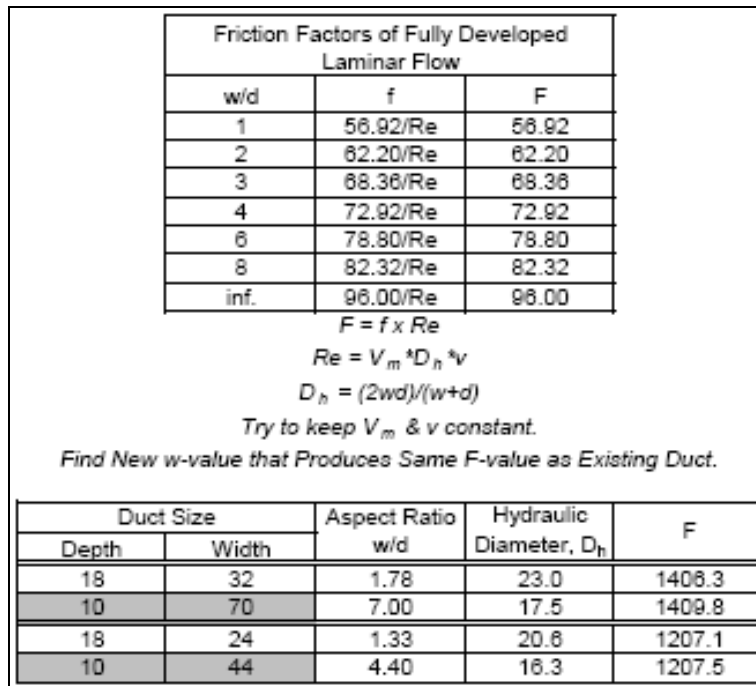 Friction Factors of Fully Developed
Laminar Flow
w/d f F
1 56.92/Re 56.92
2 62.20/Re 62.20
3 68.36/Re 68.36
4 72.92/Re 72.92
6 78.80/Re 78.80
8 82.32/Re 82.32
inf. 96.00/Re 96.00
F = f x Re
Re = V m *D h *v
D h = (2wd)/(w+d)
Try to keep V m & v constant.
Find New w-value that Produces Same F-value as Existing Duct.
Duct Size Aspect Ratio Hydraulic F
Depth Width w/d Diameter, Dh
18 32 1.78 23.0 1406.3
10 70 7.00 17.5 1409.8
18 24 1.33 20.6 1207.1
10 44 4.40 16.3 1207.5